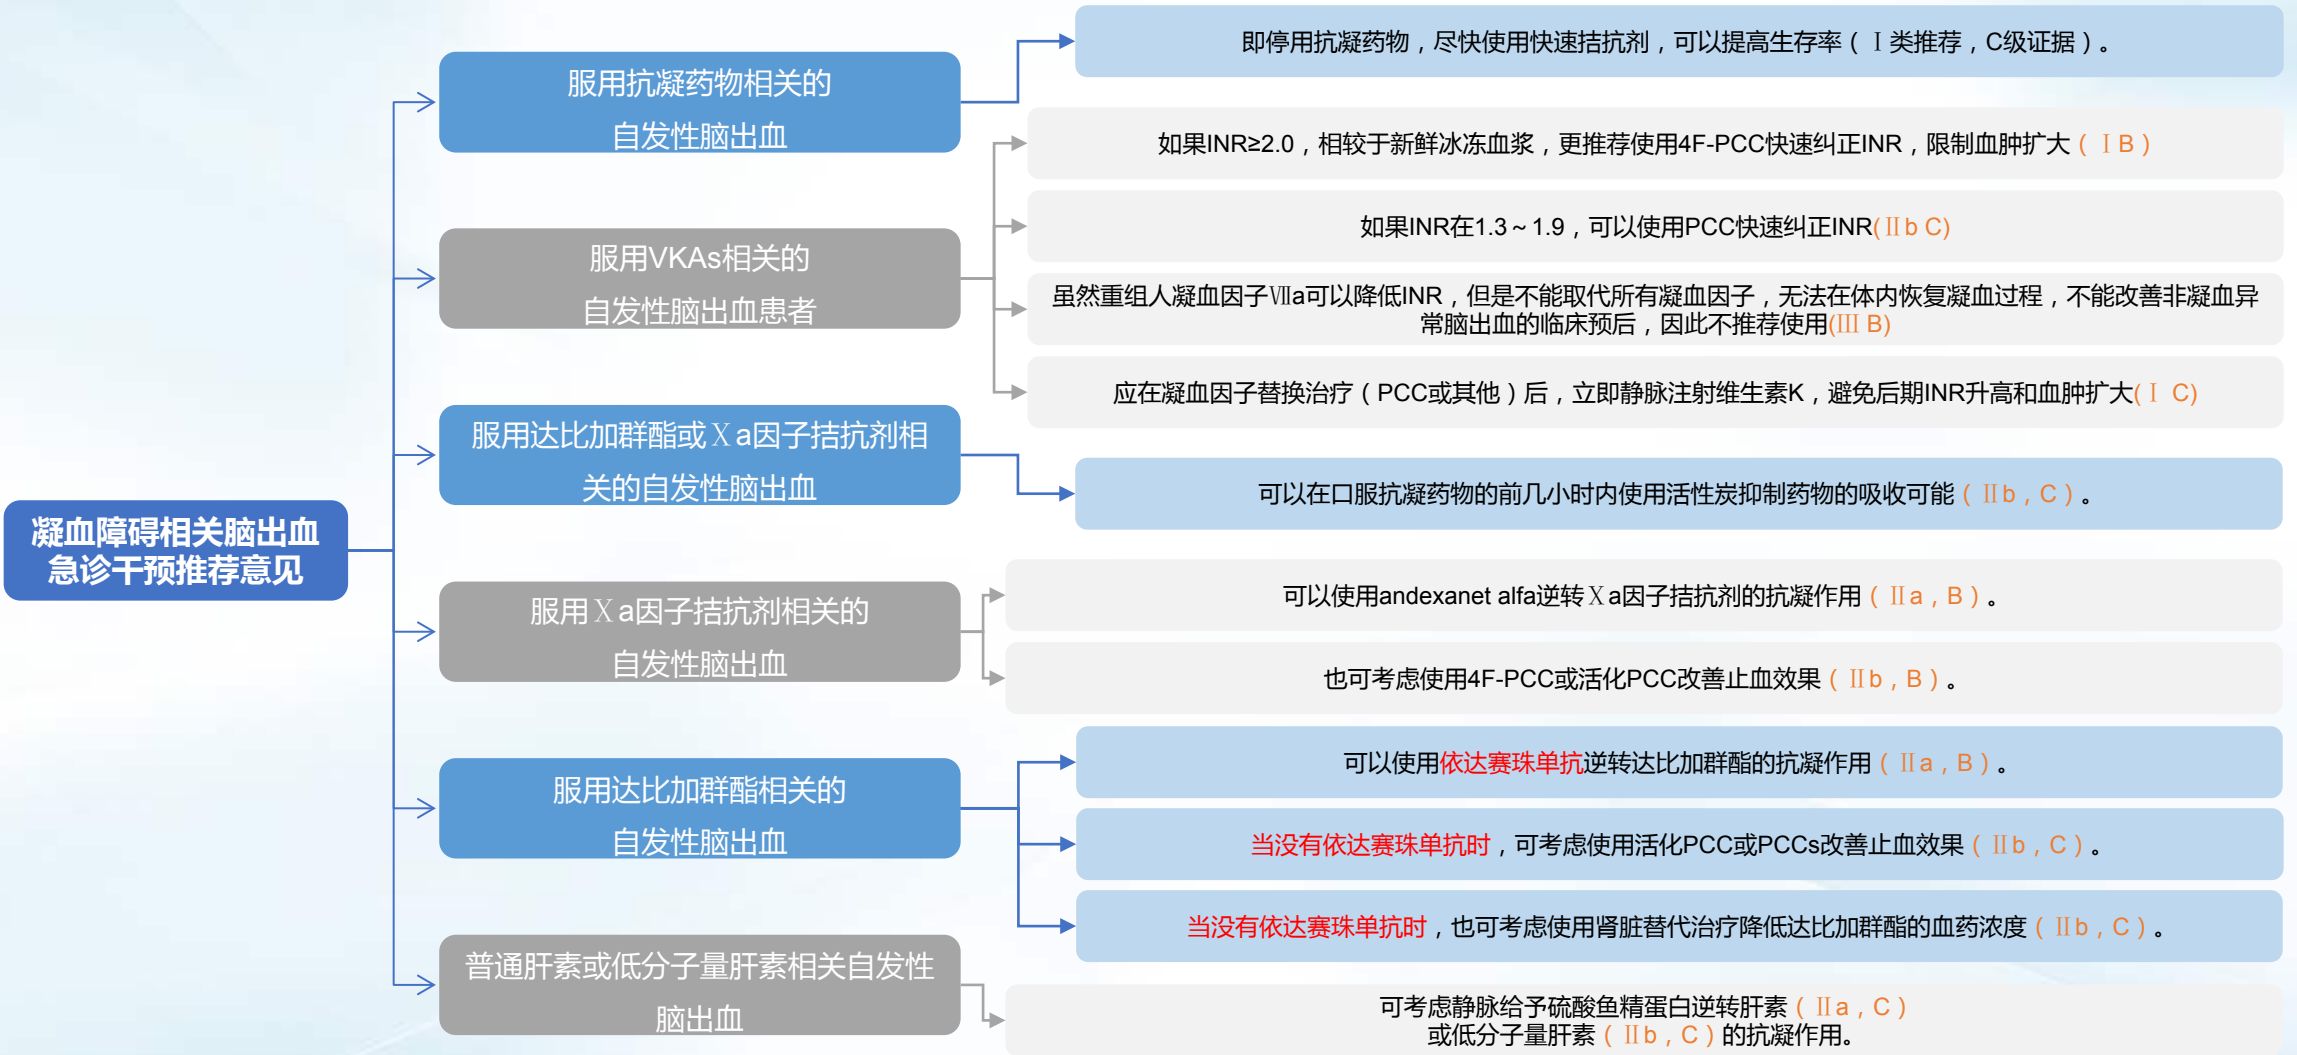 凝血障碍相关脑出血
急诊干预推荐意见
服用抗凝药物相关的
自发性脑出血
即停用抗凝药物，尽快使用快速拮抗剂，可以提高生存率（Ⅰ类推荐，C级证据）。
服用VKAs相关的
自发性脑出血患者
如果INR≥2.0，相较于新鲜冰冻血浆，更推荐使用4F-PCC快速纠正INR，限制血肿扩大（ⅠB）
如果INR在1.3～1.9，可以使用PCC快速纠正INR(Ⅱb C)
虽然重组人凝血因子Ⅶa可以降低INR，但是不能取代所有凝血因子，无法在体内恢复凝血过程，不能改善非凝血异
常脑出血的临床预后，因此不推荐使用(Ⅲ B)
应在凝血因子替换治疗（PCC或其他）后，立即静脉注射维生素K，避免后期INR升高和血肿扩大(Ⅰ C)
服用达比加群酯或Ⅹa因子拮抗剂相
关的自发性脑出血
可以在口服抗凝药物的前几小时内使用活性炭抑制药物的吸收可能（Ⅱb，C）。
服用Ⅹa因子拮抗剂相关的
自发性脑出血
可以使用andexanet alfa逆转Ⅹa因子拮抗剂的抗凝作用（Ⅱa，B）。
也可考虑使用4F-PCC或活化PCC改善止血效果（Ⅱb，B）。
服用达比加群酯相关的
自发性脑出血
可以使用依达赛珠单抗逆转达比加群酯的抗凝作用（Ⅱa，B）。
当没有依达赛珠单抗时，可考虑使用活化PCC或PCCs改善止血效果（Ⅱb，C）。
当没有依达赛珠单抗时，也可考虑使用肾脏替代治疗降低达比加群酯的血药浓度（Ⅱb，C）。
普通肝素或低分子量肝素相关自发性
脑出血
可考虑静脉给予硫酸鱼精蛋白逆转肝素（Ⅱa，C）
或低分子量肝素（Ⅱb，C）的抗凝作用。